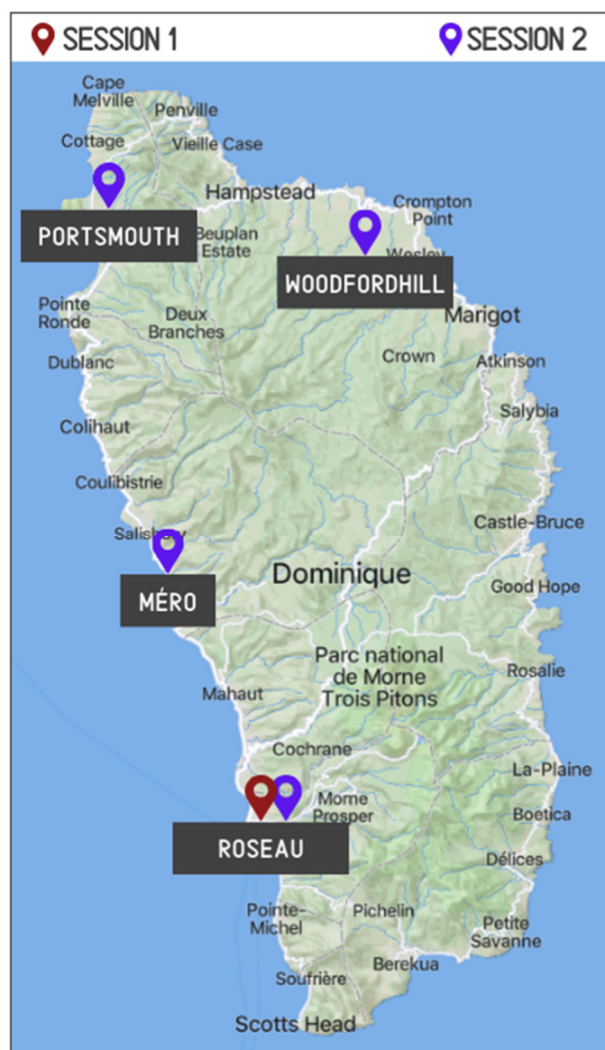 SESSION 1
SESSION 2
Cape
Melville
Penville
Cottage
Vieille Case
Hampstead
Crompton
Point
PORTSMOUTH
Beuplan
Estate
Wesley
WOODFORDHILL
Pointe
Ronde
Deux
Branches
Marigot
Dublanc
Crown
Atkinson
Salybia
Colihaut
Coulibistrie
Castle-Bruce
Salisbury
Dominique
Good Hope
MÉRO
Parc national
de Morne
Trois Pitons
Rosalie
Mahaut
Cochrane
La-Plaine
Morne
Prosper
Boetica
ROSEAU
Délices
Pointe-
Michel
Pichelin
Petite
Savanne
Berekua
Soufrière
Scotts Head